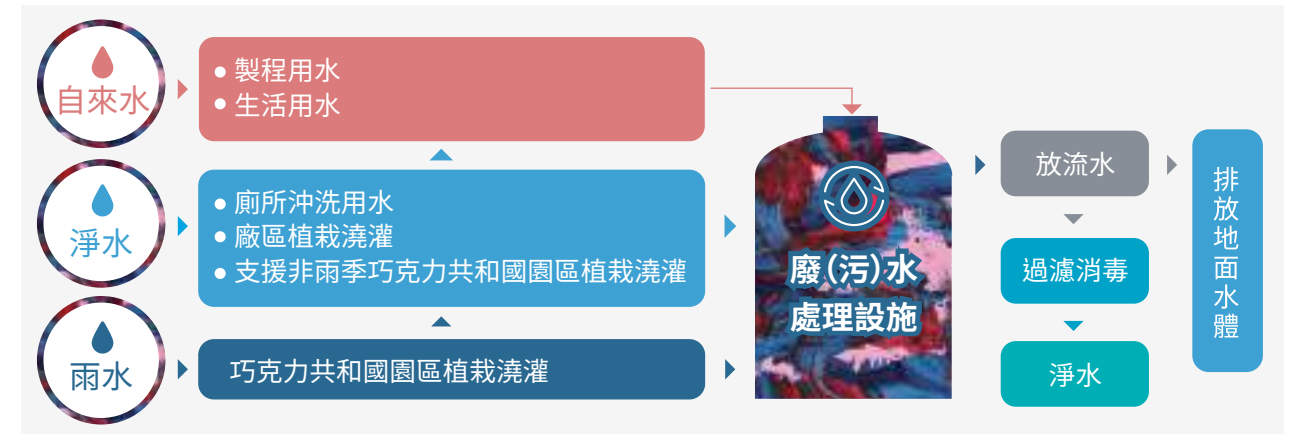 自來水
● 製程用水
● 生活用水
淨水
● 廁所沖洗用水
● 廠區植栽澆灌
● 支援非雨季巧克力共和國園區植栽澆灌
雨水
巧克力共和國園區植栽澆灌
廢(污)水
處理設施
放流水
過濾消毒
淨水
排放地面水體